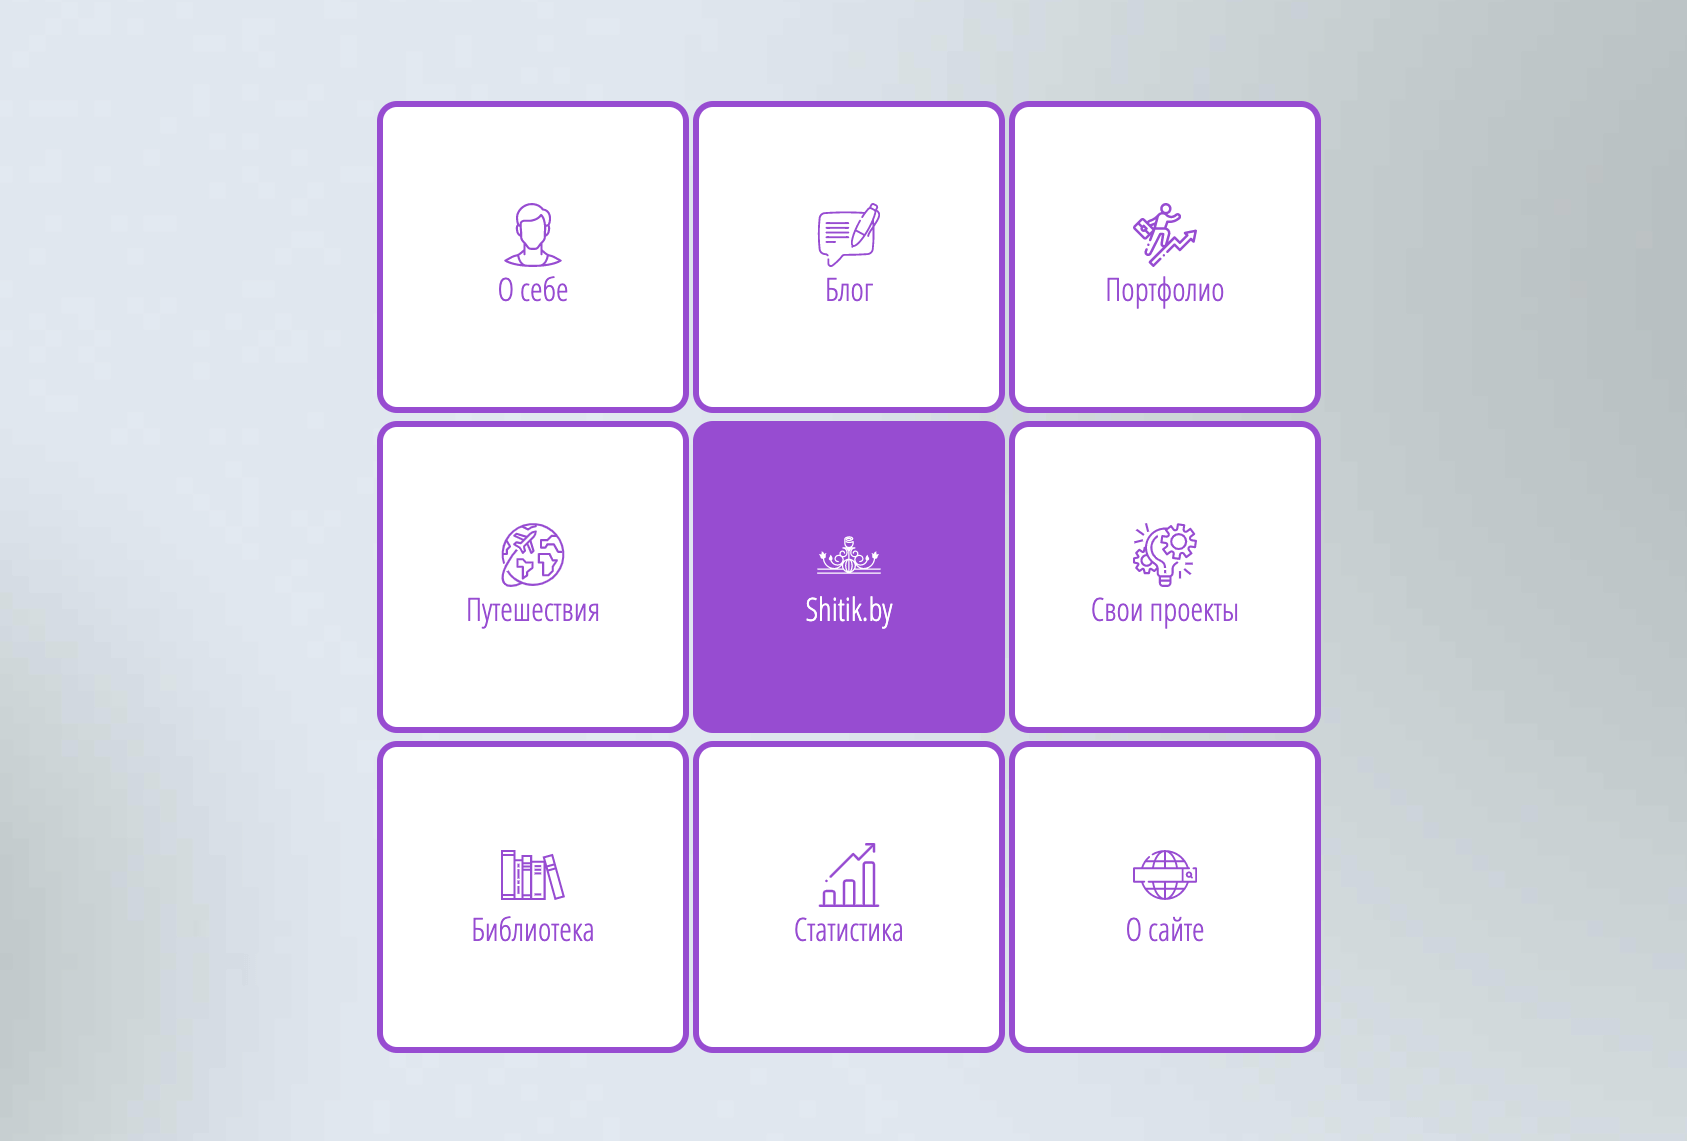 О себе
Блог
Портфолио
Путешествия
Shitik.by
Свои проекты
Библиотека
Статистика
О сайте